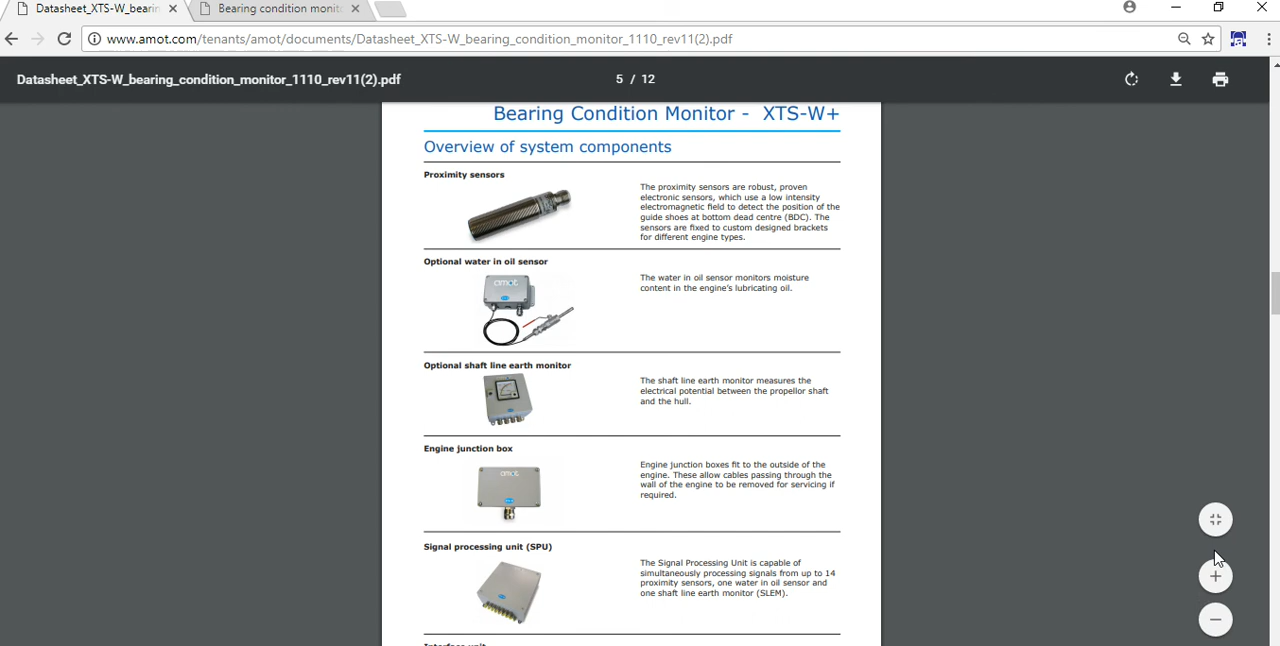 Datasheet_XTS-W_bearin
Bearing condition monit
www.amot.com/tenants/amot/documents/Datasheet_XTS-W_bearing_condition_monitor_1110_rev11(2).pdf
Datasheet_XTS-W_bearing_condition_monitor_1110_rev11(2).pdf
5 / 12
Bearing Condition Monitor - XTS-W+
Overview of system components
Proximity sensors
The proximity sensors are robust, proven
electronic sensors, which use a low intensity
electromagnetic field to detect the position of the
guide shoes at bottom dead centre (BDC). The
sensors are fixed to custom designed brackets
for different engine types.
Optional water in oil sensor
amot
The water in oil sensor monitors moisture
content in the engine's lubricating oil.
Optional shaft line earth monitor
The shaft line earth monitor measures the
electrical potential between the propellor shaft
and the hull.
Engine junction box
amot
Engine junction boxes fit to the outside of the
engine. These allow cables passing through the
wall of the engine to be removed for servicing if
required.
Signal processing unit (SPU)
The Signal Processing Unit is capable of
simultaneously processing signals from up to 14
proximity sensors, one water in oil sensor and
one shaft line earth monitor (SLEM).
Interface unit